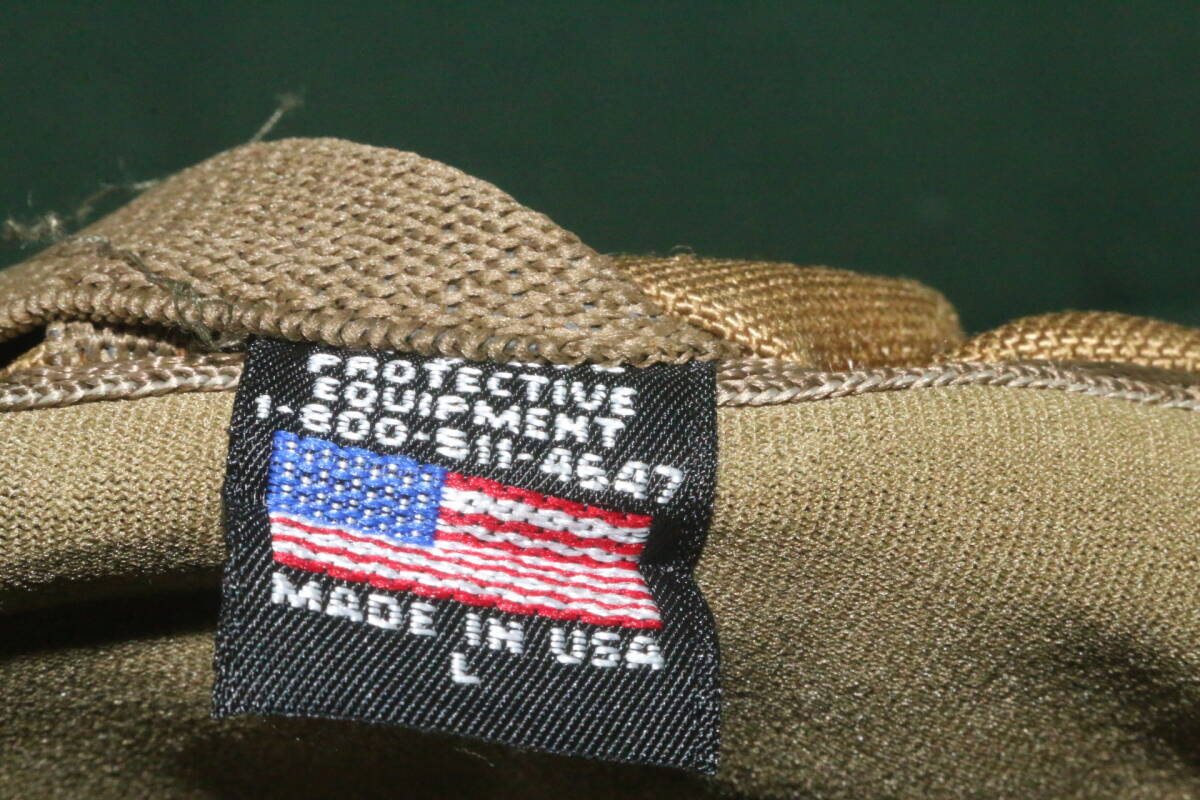 PROTECTIVE
EQUIPMENT
1-800-511-4647
MADE IN USA
L